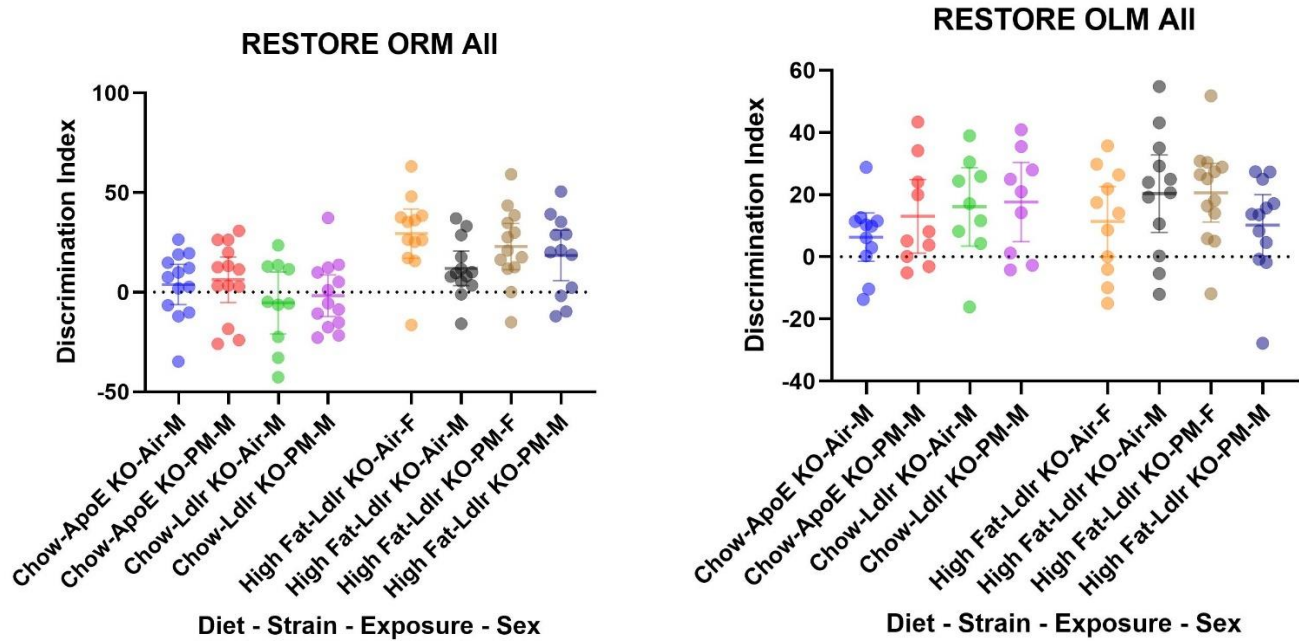 RESTORE ORM All
Discrimination Index
100
50
0
-50
Chow-ApoE KO-Air-M
Chow-ApoE KO-PM-M
Chow-Ldlr KO-Air-M
Chow-Ldlr KO-PM-M
High Fat-Ldlr KO-Air-F
High Fat-Ldlr KO-Air-M
High Fat-Ldlr KO-PM-F
High Fat-Ldlr KO-PM-M
Diet - Strain - Exposure - Sex
RESTORE OLM All
Discrimination Index
60
40
20
0
-20
-40
Chow-ApoE KO-Air-M
Chow-ApoE KO-PM-M
Chow-Ldlr KO-Air-M
Chow-Ldlr KO-PM-M
High Fat-Ldlr KO-Air-F
High Fat-Ldlr KO-Air-M
High Fat-Ldlr KO-PM-F
High Fat-Ldlr KO-PM-M
Diet - Strain - Exposure - Sex